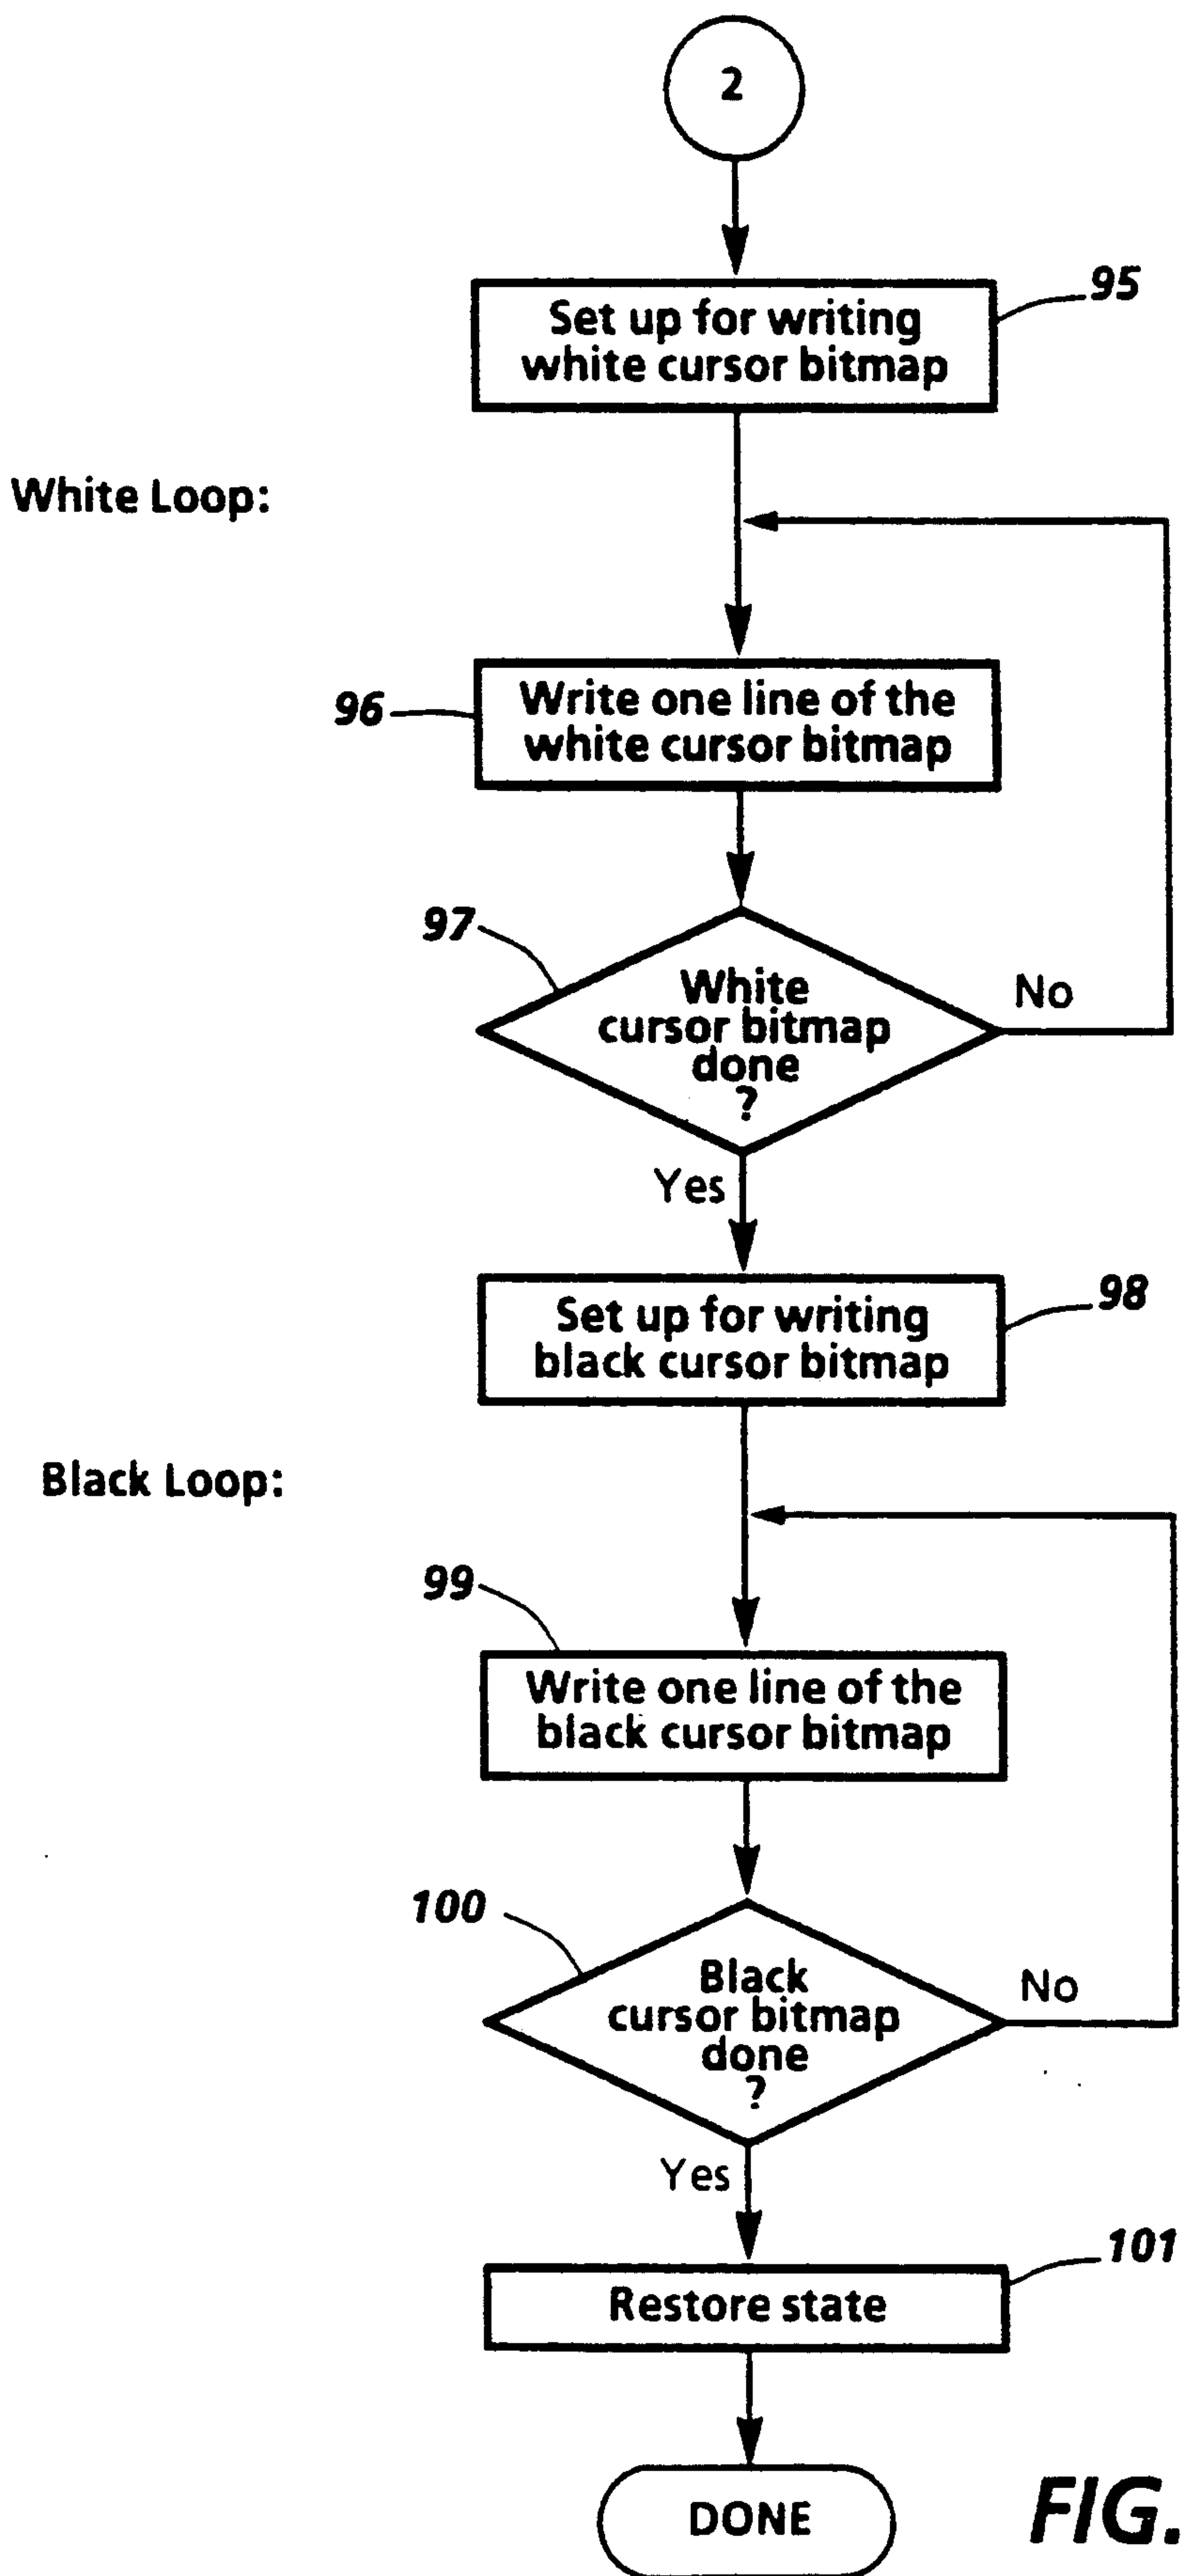 2
Set up for writing
white cursor bitmap
95
White Loop:
96
Write one line of the
white cursor bitmap
97
White
cursor bitmap
done
?
No
Yes
Set up for writing
black cursor bitmap
98
Black Loop:
99
Write one line of the
black cursor bitmap
100
Black
cursor bitmap
done
?
No
Yes
101
Restore state
DONE
FIG.